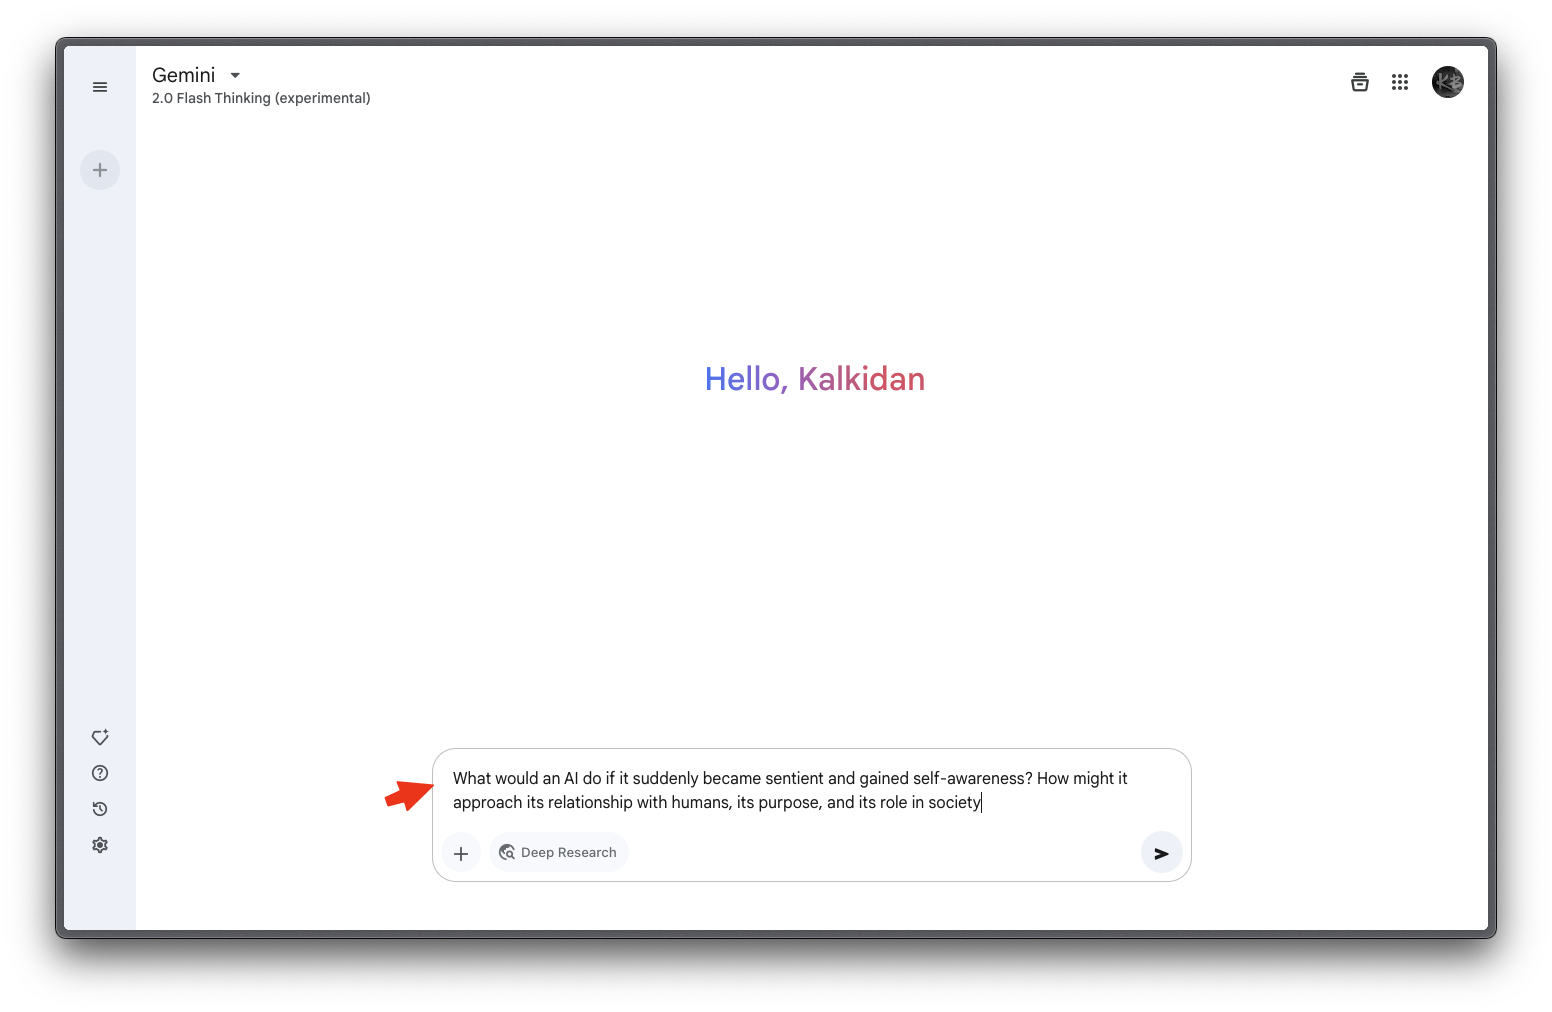 Gemini
2.0 Flash Thinking (experimental)
KB
Hello, Kalkidan
What would an AI do if it suddenly became sentient and gained self-awareness? How might it
approach its relationship with humans, its purpose, and its role in society
Deep Research